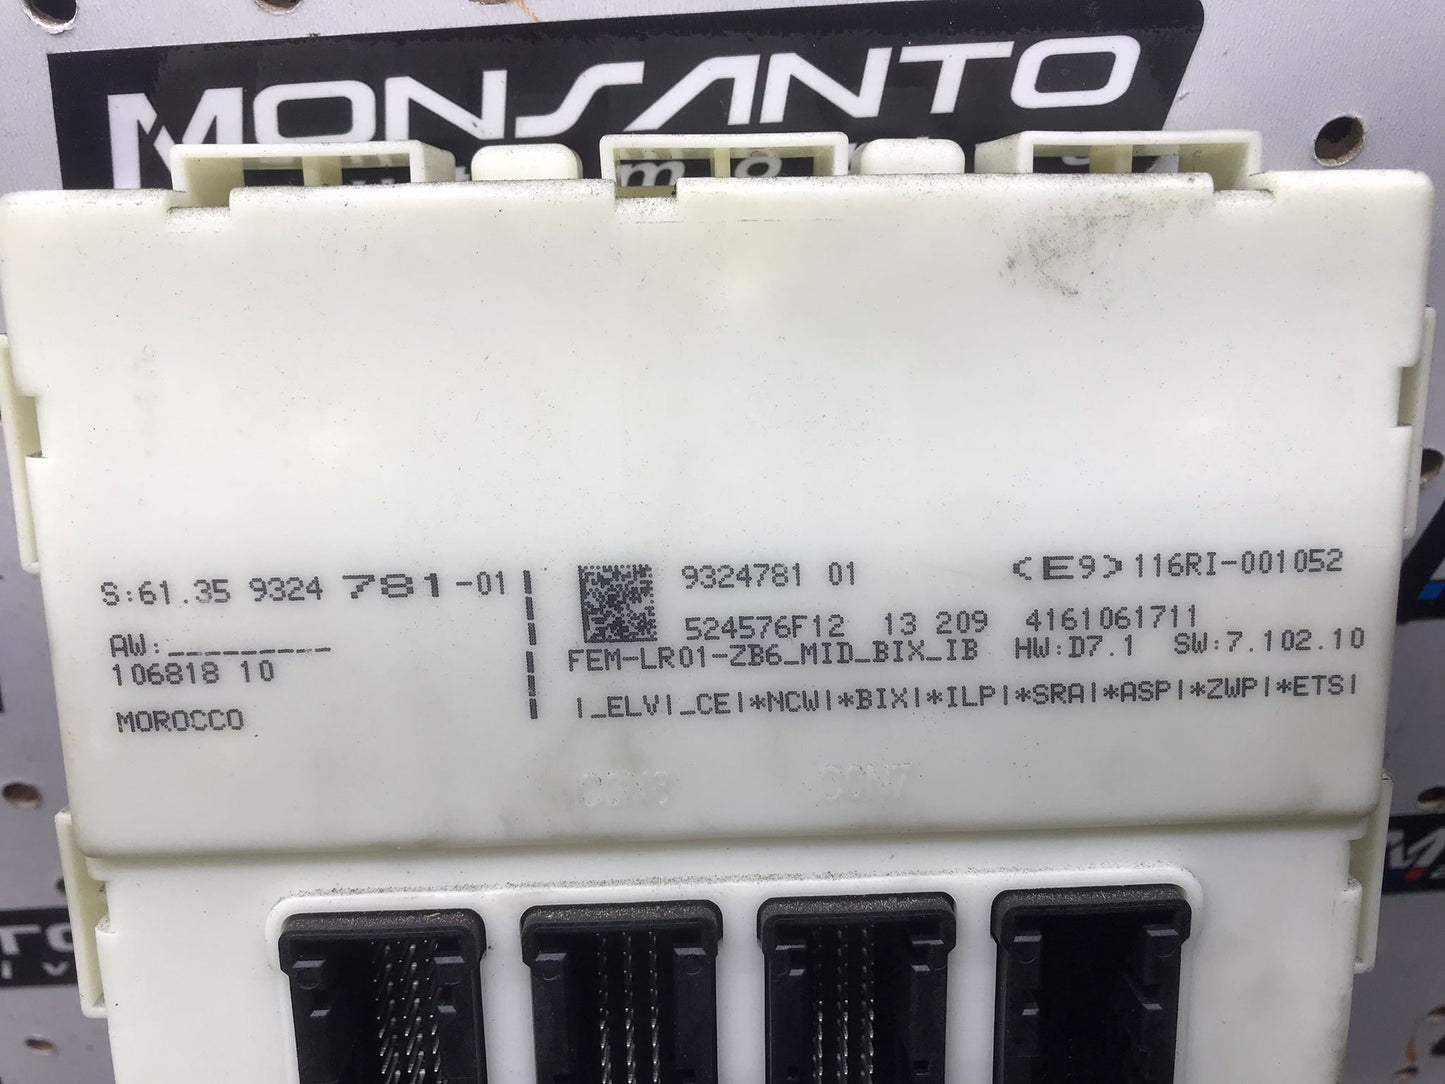 MONSANTO
S:61.35 9324 781-01
AW:_________
106818 10
MOROCCO
9324781 01
<E9>116RI-001052
524576F12 13 209 4161061711
FEM-LR01-ZB6_MID_BIX_IB HW:D7.1 SW:7.102.10
|_ELV|_CE|*NCW|*BIX|*ILP|*SRA|*ASP|*ZWP|*ETS|
CON7